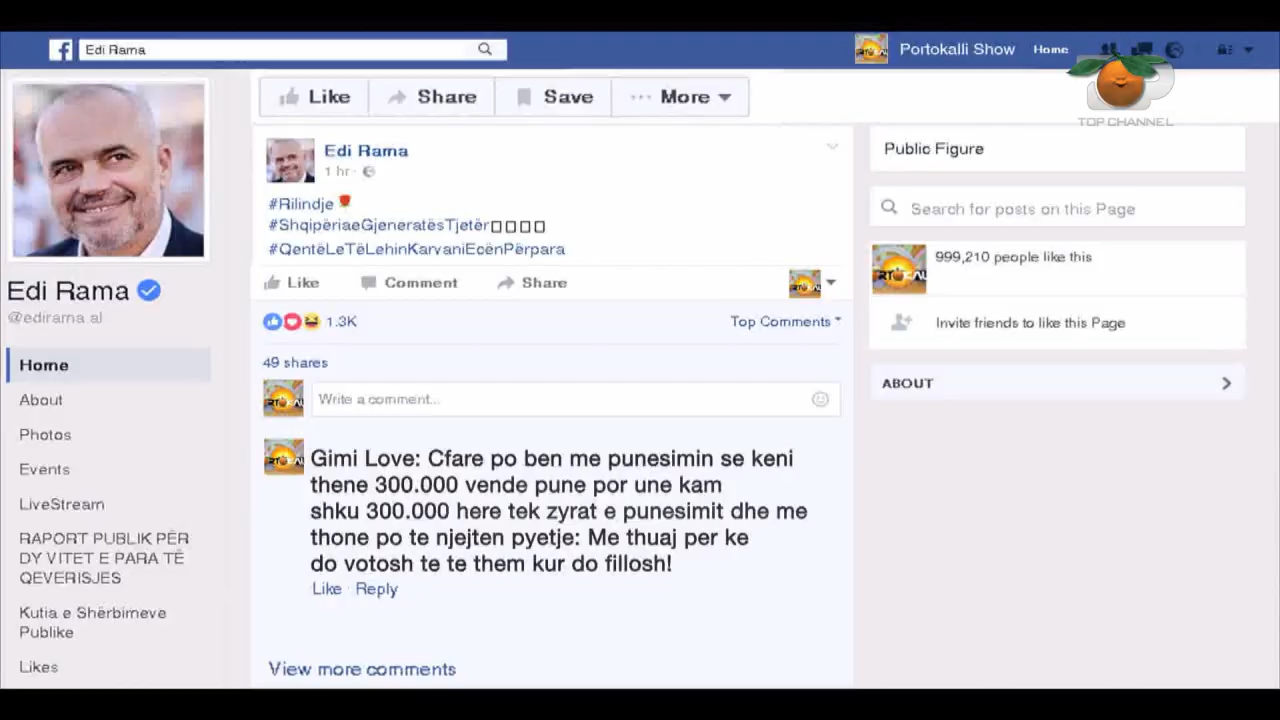 Edi Rama
Portokalli Show
Home
TOP CHANNEL
Like
Share
Save
More
Edi Rama
1 hr
#Rilindje
#ShqipëriaeGjeneratësTjetër
#QentëLeTëLehinKarvaniEcënPërpara
Like
Comment
Share
1.3K
Top Comments
49 shares
Write a comment...
Gimi Love: Cfare po ben me punesimin se keni
thene 300.000 vende pune por une kam
shku 300.000 here tek zyrat e punesimit dhe me
thone po te njejten pyetje: Me thuaj per ke
do votosh te te them kur do fillosh!
Like · Reply
View more comments
Edi Rama
@edirama al
Home
About
Photos
Events
LiveStream
RAPORT PUBLIK PËR
DY VITET E PARA TË
QEVERISJES
Kutia e Shërbimeve
Publike
Likes
Public Figure
Search for posts on this Page
999,210 people like this
Invite friends to like this Page
ABOUT